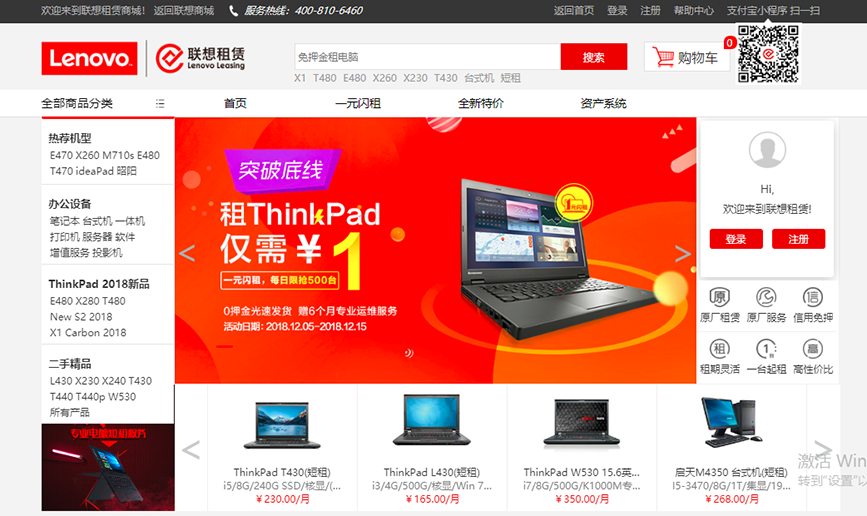 欢迎来到联想租赁商城! 返回联想商城 服务热线: 400-810-6460 返回首页 登录 注册 帮助中心 支付宝小程序 扫一扫
Lenovo 联想租赁
Lenovo Leasing
免押金租电脑 搜索
X1 T480 E480 X260 X230 T430 台式机 短租
购物车 0
全部商品分类 首页 一元闪租 全新特价 资产系统
热荐机型
E470 X260 M710s E480
T470 ideaPad 昭阳
办公设备
笔记本 台式机 一体机
打印机 服务器 软件
增值服务 投影机
ThinkPad 2018新品
E480 X280 T480
New S2 2018
X1 Carbon 2018
二手精品
L430 X230 X240 T430
T440 T440p W530
所有产品
专业电脑短租服务
突破底线
租ThinkPad
仅需¥1
一元闪租,每日限抢500台
0押金光速发货 赠6个月专业运维服务
活动日期: 2018.12.05-2018.12.15
Hi,
欢迎来到联想租赁!
登录 注册
原 信
原厂租赁 原厂服务 信用免押
租 1
租期灵活 一台起租 高性价比
ThinkPad T430(短租)
i5/8G/240G SSD/核显/(...
¥230.00/月
ThinkPad L430(短租)
i3/4G/500G/核显/Win 7...
¥165.00/月
ThinkPad W530 15.6英...
i7/8G/500G/K1000M专...
¥350.00/月
启天M4350 台式机(短租)
I5-3470/8G/1T/集显/19...
¥268.00/月
激活 Win
转到"设置"以